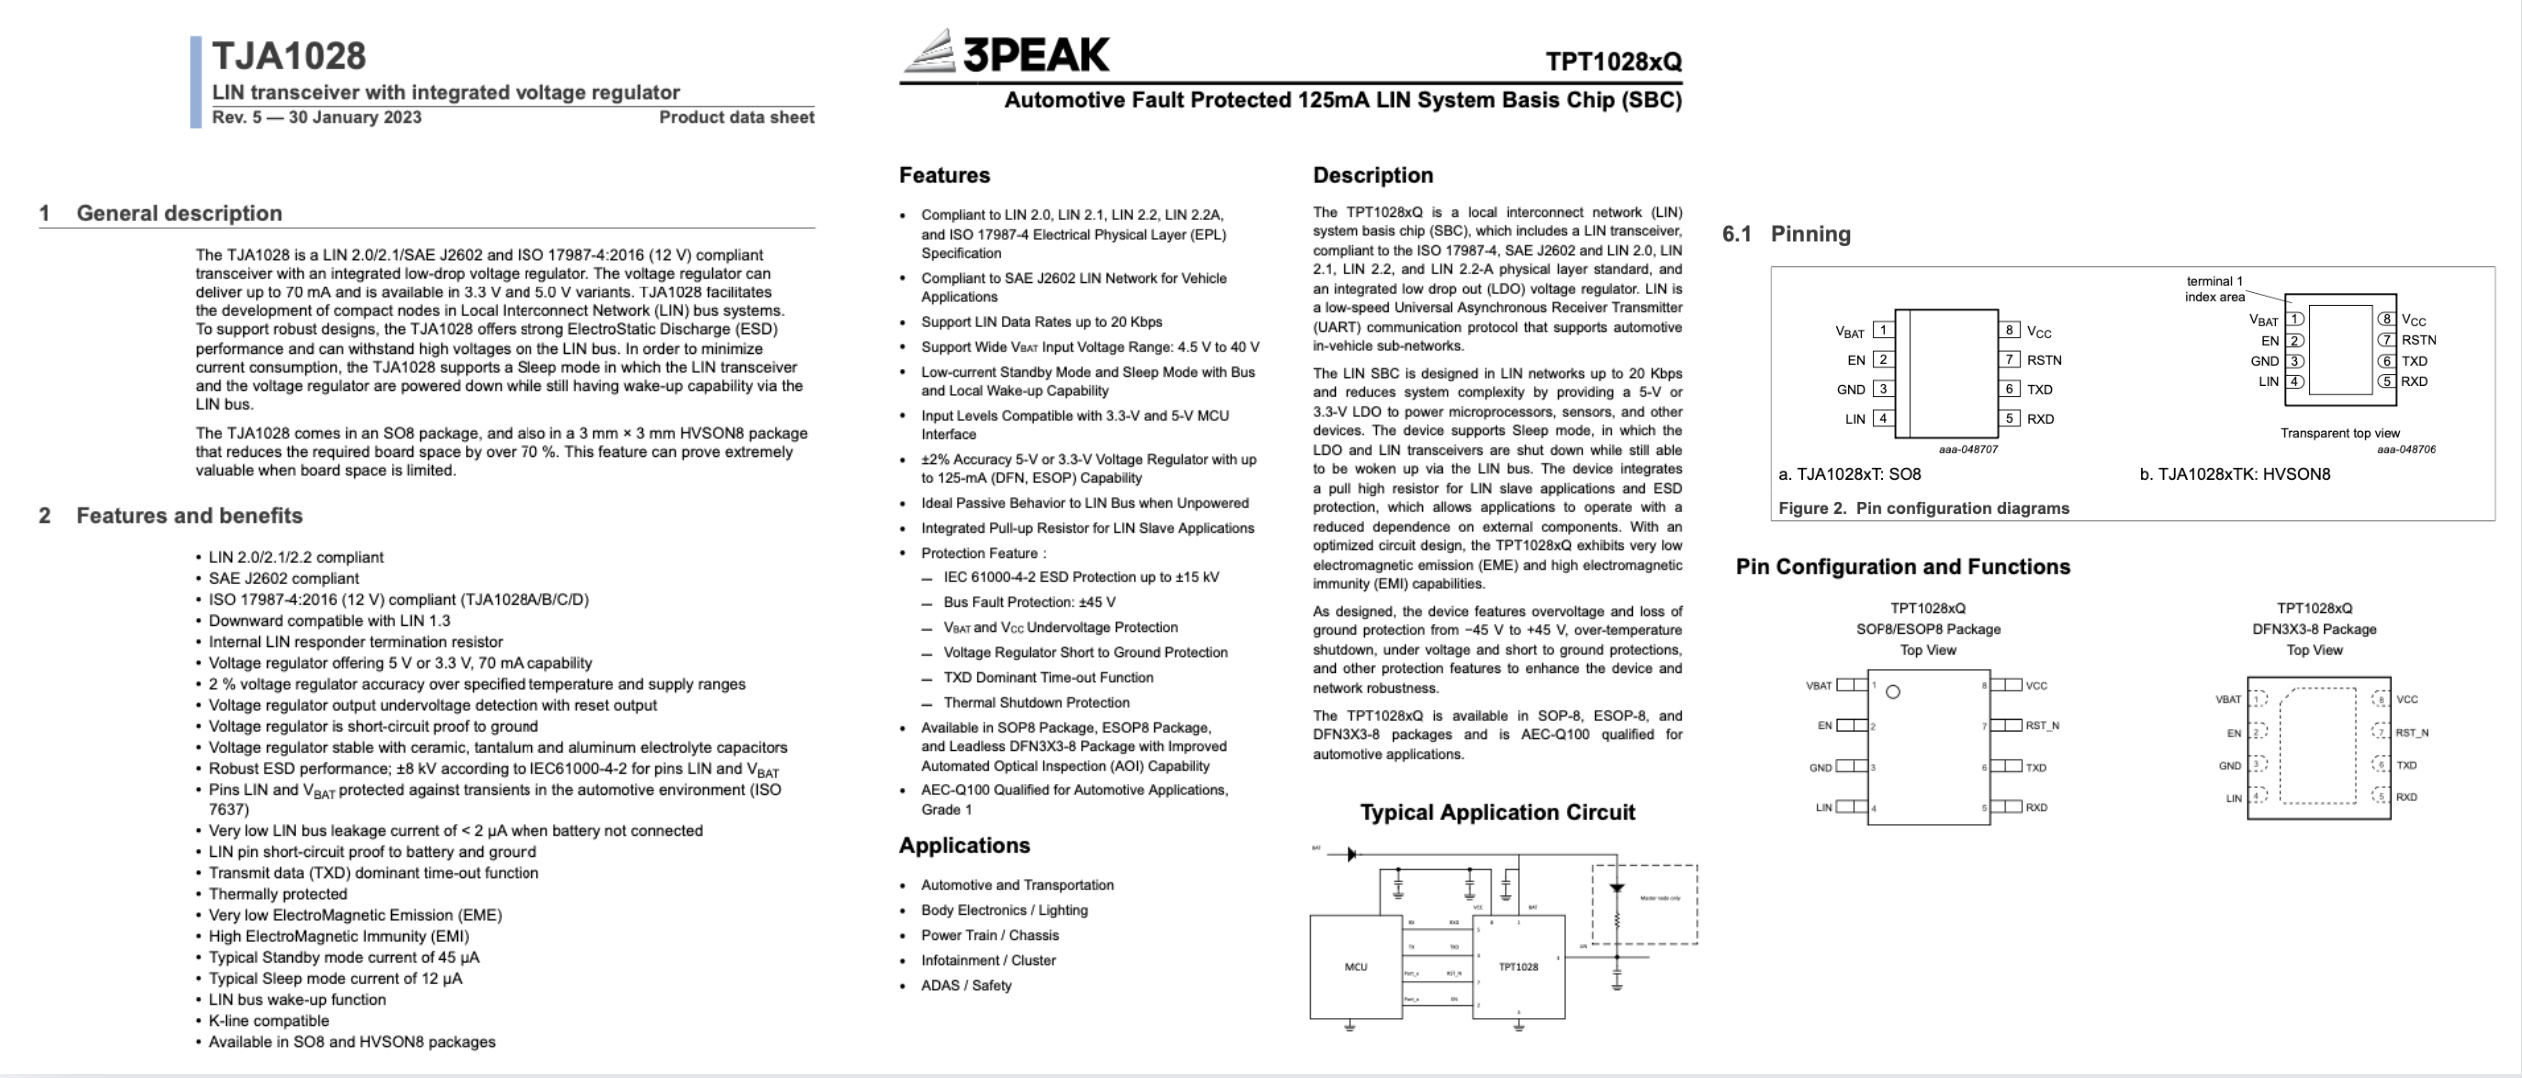 TJA1028
LIN transceiver with integrated voltage regulator
Rev. 5 — 30 January 2023 Product data sheet
1 General description
The TJA1028 is a LIN 2.0/2.1/SAE J2602 and ISO 17987-4:2016 (12 V) compliant
transceiver with an integrated low-drop voltage regulator. The voltage regulator can
deliver up to 70 mA and is available in 3.3 V and 5.0 V variants. TJA1028 facilitates
the development of compact nodes in Local Interconnect Network (LIN) bus systems.
To support robust designs, the TJA1028 offers strong ElectroStatic Discharge (ESD)
performance and can withstand high voltages on the LIN bus. In order to minimize
current consumption, the TJA1028 supports a Sleep mode in which the LIN transceiver
and the voltage regulator are powered down while still having wake-up capability via the
LIN bus.
The TJA1028 comes in an SO8 package, and also in a 3 mm × 3 mm HVSON8 package
that reduces the required board space by over 70 %. This feature can prove extremely
valuable when board space is limited.
2 Features and benefits
• LIN 2.0/2.1/2.2 compliant
• SAE J2602 compliant
• ISO 17987-4:2016 (12 V) compliant (TJA1028A/B/C/D)
• Downward compatible with LIN 1.3
• Internal LIN responder termination resistor
• Voltage regulator offering 5 V or 3.3 V, 70 mA capability
• 2 % voltage regulator accuracy over specified temperature and supply ranges
• Voltage regulator output undervoltage detection with reset output
• Voltage regulator is short-circuit proof to ground
• Voltage regulator stable with ceramic, tantalum and aluminum electrolyte capacitors
• Robust ESD performance; ±8 kV according to IEC61000-4-2 for pins LIN and VBAT
• Pins LIN and VBAT protected against transients in the automotive environment (ISO
7637)
• Very low LIN bus leakage current of < 2 μA when battery not connected
• LIN pin short-circuit proof to battery and ground
• Transmit data (TXD) dominant time-out function
• Thermally protected
• Very low ElectroMagnetic Emission (EME)
• High ElectroMagnetic Immunity (EMI)
• Typical Standby mode current of 45 μA
• Typical Sleep mode current of 12 μA
• LIN bus wake-up function
• K-line compatible
• Available in SO8 and HVSON8 packages
3PEAK
TPT1028xQ
Automotive Fault Protected 125mA LIN System Basis Chip (SBC)
Features
• Compliant to LIN 2.0, LIN 2.1, LIN 2.2, LIN 2.2A,
and ISO 17987-4 Electrical Physical Layer (EPL)
Specification
• Compliant to SAE J2602 LIN Network for Vehicle
Applications
• Support LIN Data Rates up to 20 Kbps
• Support Wide VBAT Input Voltage Range: 4.5 V to 40 V
• Low-current Standby Mode and Sleep Mode with Bus
and Local Wake-up Capability
• Input Levels Compatible with 3.3-V and 5-V MCU
Interface
• ±2% Accuracy 5-V or 3.3-V Voltage Regulator with up
to 125-mA (DFN, ESOP) Capability
• Ideal Passive Behavior to LIN Bus when Unpowered
• Integrated Pull-up Resistor for LIN Slave Applications
• Protection Feature :
— IEC 61000-4-2 ESD Protection up to ±15 kV
— Bus Fault Protection: ±45 V
— VBAT and VCC Undervoltage Protection
— Voltage Regulator Short to Ground Protection
— TXD Dominant Time-out Function
— Thermal Shutdown Protection
• Available in SOP8 Package, ESOP8 Package,
and Leadless DFN3X3-8 Package with Improved
Automated Optical Inspection (AOI) Capability
• AEC-Q100 Qualified for Automotive Applications,
Grade 1
Applications
• Automotive and Transportation
• Body Electronics / Lighting
• Power Train / Chassis
• Infotainment / Cluster
• ADAS / Safety
Description
The TPT1028xQ is a local interconnect network (LIN)
system basis chip (SBC), which includes a LIN transceiver,
compliant to the ISO 17987-4, SAE J2602 and LIN 2.0, LIN
2.1, LIN 2.2, and LIN 2.2-A physical layer standard, and
an integrated low drop out (LDO) voltage regulator. LIN is
a low-speed Universal Asynchronous Receiver Transmitter
(UART) communication protocol that supports automotive
in-vehicle sub-networks.
The LIN SBC is designed in LIN networks up to 20 Kbps
and reduces system complexity by providing a 5-V or
3.3-V LDO to power microprocessors, sensors, and other
devices. The device supports Sleep mode, in which the
LDO and LIN transceivers are shut down while still able
to be woken up via the LIN bus. The device integrates
a pull high resistor for LIN slave applications and ESD
protection, which allows applications to operate with a
reduced dependence on external components. With an
optimized circuit design, the TPT1028xQ exhibits very low
electromagnetic emission (EME) and high electromagnetic
immunity (EMI) capabilities.
As designed, the device features overvoltage and loss of
ground protection from −45 V to +45 V, over-temperature
shutdown, under voltage and short to ground protections,
and other protection features to enhance the device and
network robustness.
The TPT1028xQ is available in SOP-8, ESOP-8, and
DFN3X3-8 packages and is AEC-Q100 qualified for
automotive applications.
Typical Application Circuit
BAT
VCC BAT
Master node only
RX RXD
5
8
1
TX TXD
LIN
MCU
TPT1028
RST_N
7
EN
2
6.1 Pinning
terminal 1
index area
VBAT 1 8 VCC
EN 2 7 RSTN
GND 3 6 TXD
LIN 4 5 RXD
aaa-048707
a. TJA1028xT: SO8
VBAT 1 8 VCC
EN 2 7 RSTN
GND 3 6 TXD
LIN 4 5 RXD
Transparent top view
aaa-048706
b. TJA1028xTK: HVSON8
Figure 2. Pin configuration diagrams
Pin Configuration and Functions
TPT1028xQ
SOP8/ESOP8 Package
Top View
VBAT 1 8 VCC
EN 2 7 RST_N
GND 3 6 TXD
LIN 4 5 RXD
TPT1028xQ
DFN3X3-8 Package
Top View
VBAT 1 8 VCC
EN 2 7 RST_N
GND 3 6 TXD
LIN 4 5 RXD